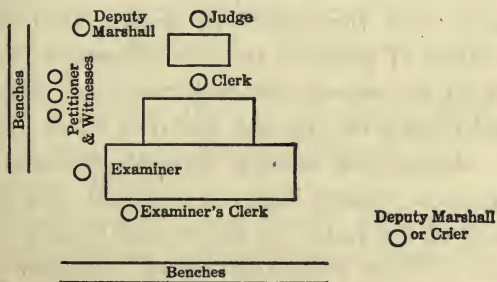 Deputy
Marshall
Judge
Benches
Petitioner
& Witnesses
Clerk
Examiner
Examiner's Clerk
Deputy Marshall
or Crier
Benches